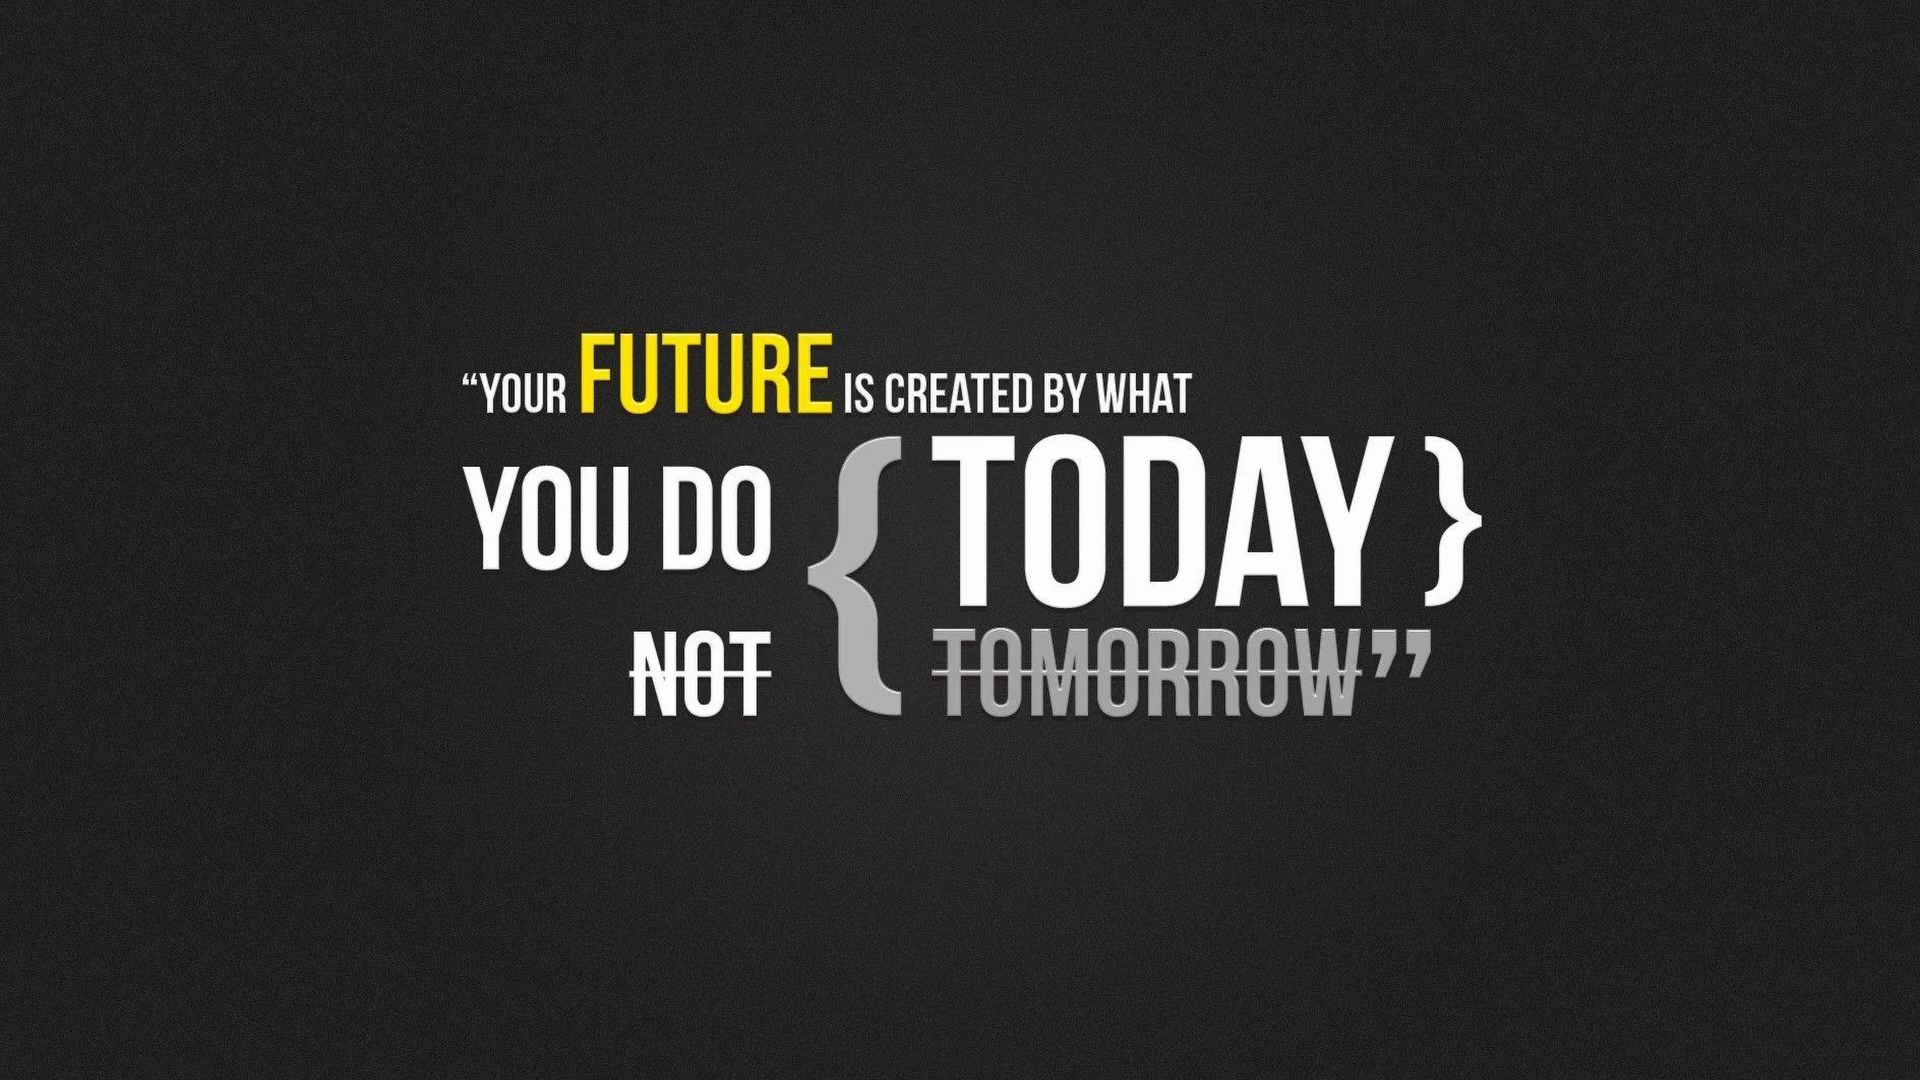 “YOUR FUTURE IS CREATED BY WHAT
YOU DO { TODAY }
NOT TOMORROW”